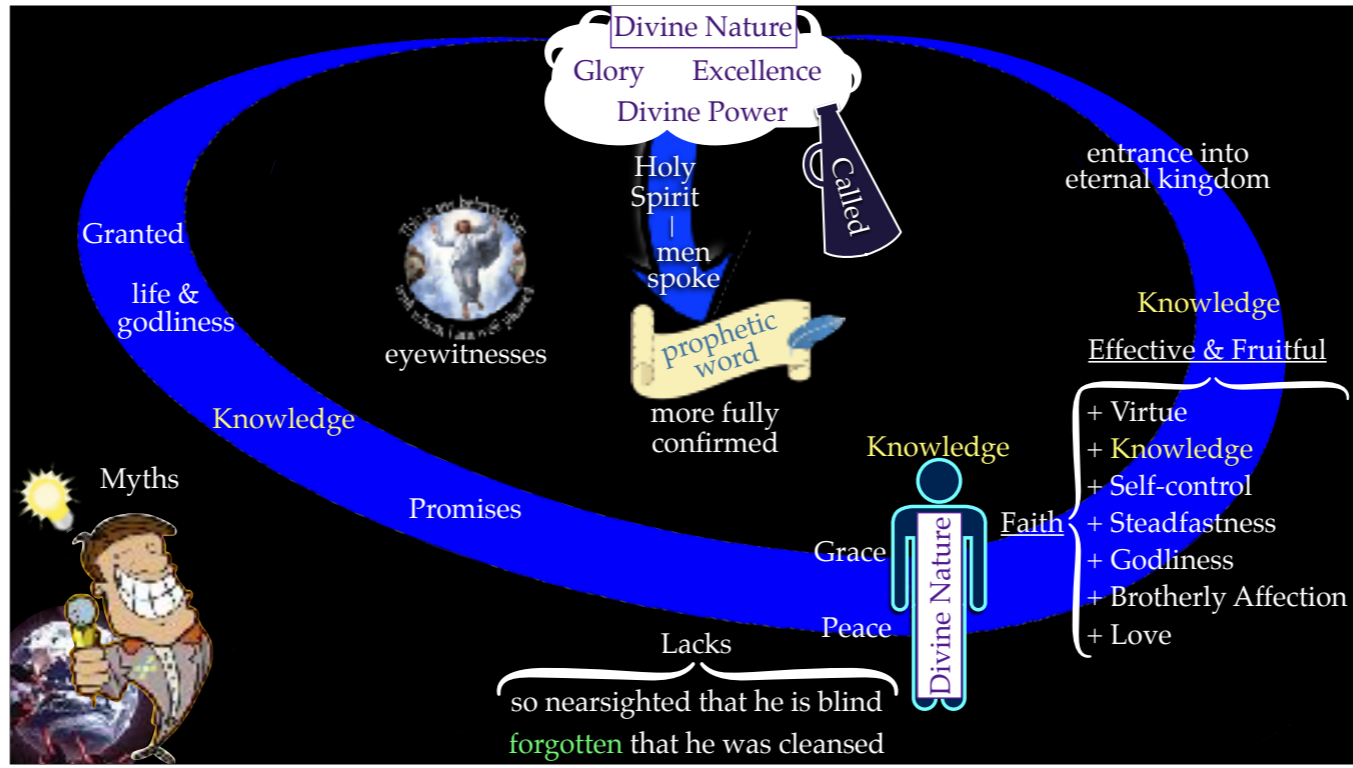 Divine Nature
Glory Excellence
Divine Power
Called
Holy
Spirit
|
men
spoke
prophetic
word
more fully
confirmed
eyewitnesses
entrance into
eternal kingdom
Granted
life &
godliness
Knowledge
Promises
Grace
Peace
Knowledge
Divine Nature
Knowledge
Effective & Fruitful
Faith
+ Virtue
+ Knowledge
+ Self-control
+ Steadfastness
+ Godliness
+ Brotherly Affection
+ Love
Myths
Lacks
so nearsighted that he is blind
forgotten that he was cleansed